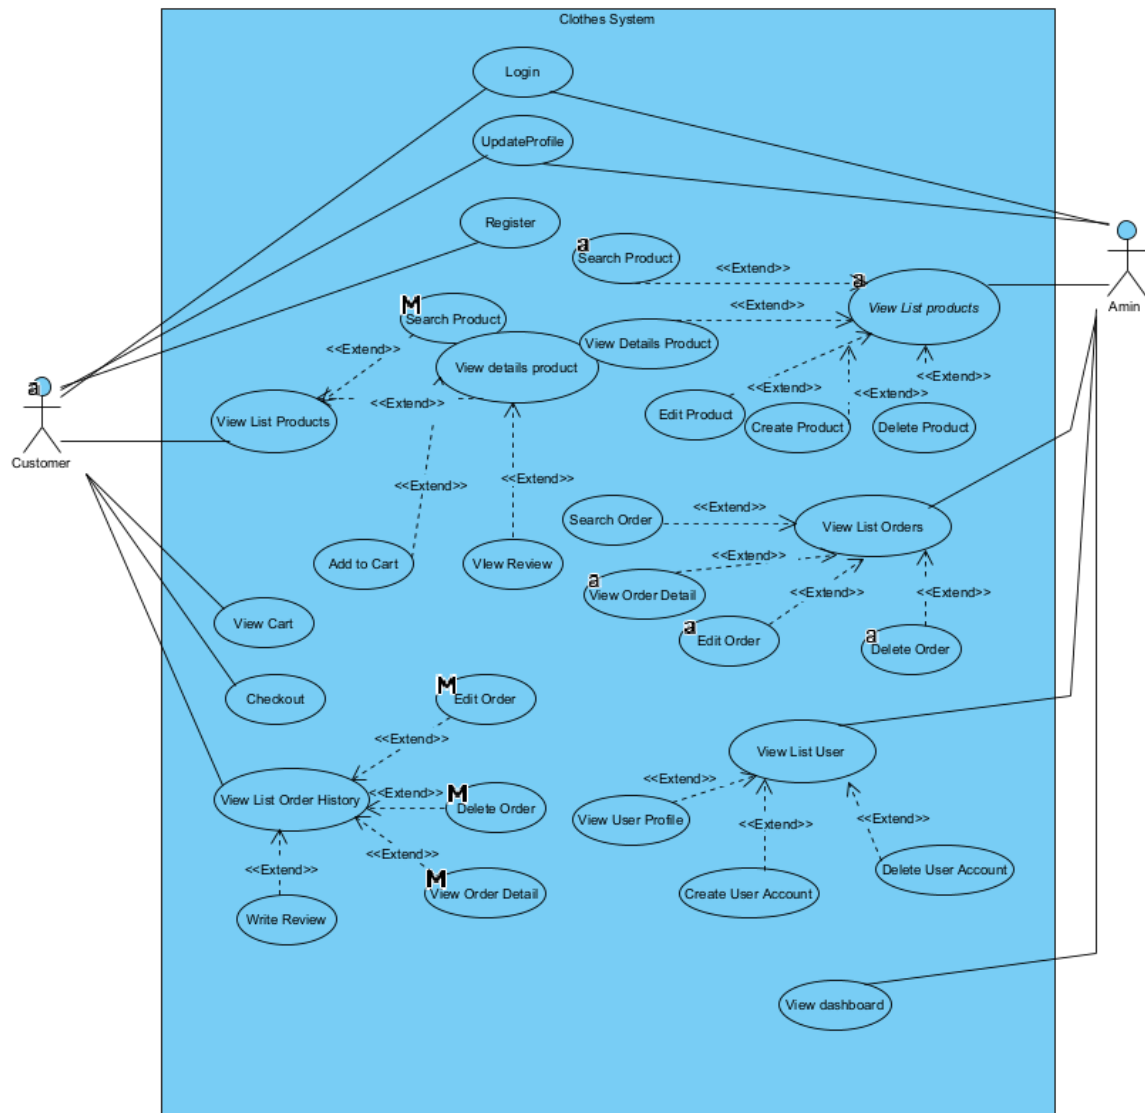 Clothes System
Login
UpdateProfile
Register
a
Search Product
<<Extend>>
a
View List products
Amin
M
Search Product
<<Extend>>
View Details Product
<<Extend>>
View details product
a
Customer
View List Products
<<Extend>>
<<Extend>>
<<Extend>>
<<Extend>>
Edit Product
Create Product
Delete Product
<<Extend>>
<<Extend>>
Search Order
<<Extend>>
View List Orders
Add to Cart
VIew Review
<<Extend>>
a
View Order Detail
<<Extend>>
<<Extend>>
a
Edit Order
a
Delete Order
View Cart
Checkout
M
Edit Order
<<Extend>>
View List Order History
<<Extend>>
M
Delete Order
<<Extend>>
M
View Order Detail
<<Extend>>
Write Review
View List User
<<Extend>>
View User Profile
<<Extend>>
<<Extend>>
Create User Account
Delete User Account
View dashboard